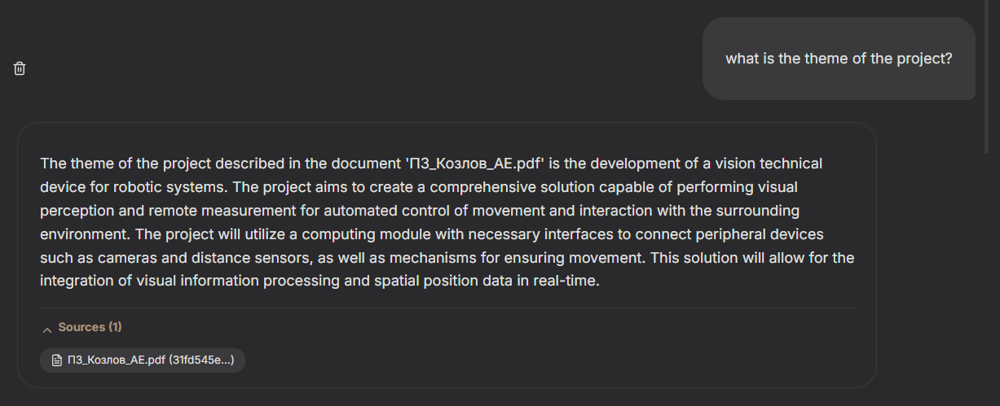 what is the theme of the project?
The theme of the project described in the document 'ПЗ_Козлов_АЕ.pdf' is the development of a vision technical
device for robotic systems. The project aims to create a comprehensive solution capable of performing visual
perception and remote measurement for automated control of movement and interaction with the surrounding
environment. The project will utilize a computing module with necessary interfaces to connect peripheral devices
such as cameras and distance sensors, as well as mechanisms for ensuring movement. This solution will allow for the
integration of visual information processing and spatial position data in real-time.
Sources (1)
ПЗ_Козлов_АЕ.pdf (31fd545e...)